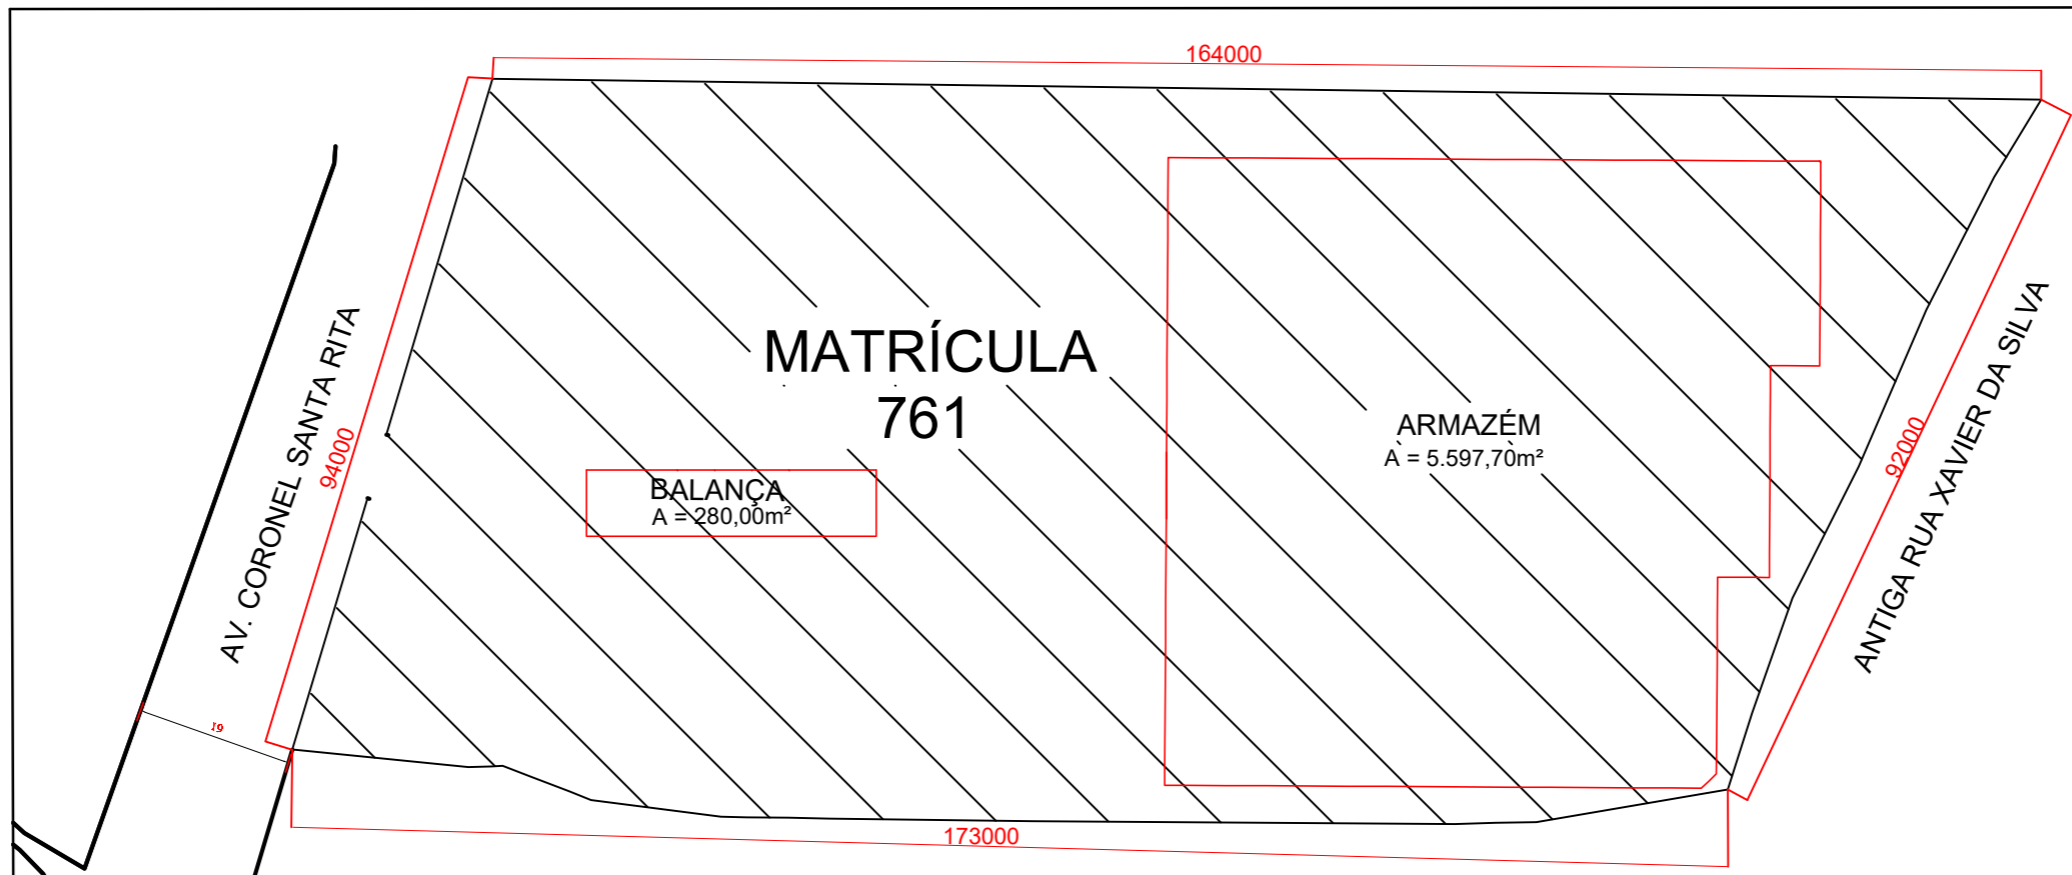 164000
AV. CORONEL SANTA RITA
94000
MATRÍCULA
761
BALANÇA
A = 280,00m²
ARMAZÉM
A = 5.597,70m²
92000
ANTIGA RUA XAVIER DA SILVA
19
173000